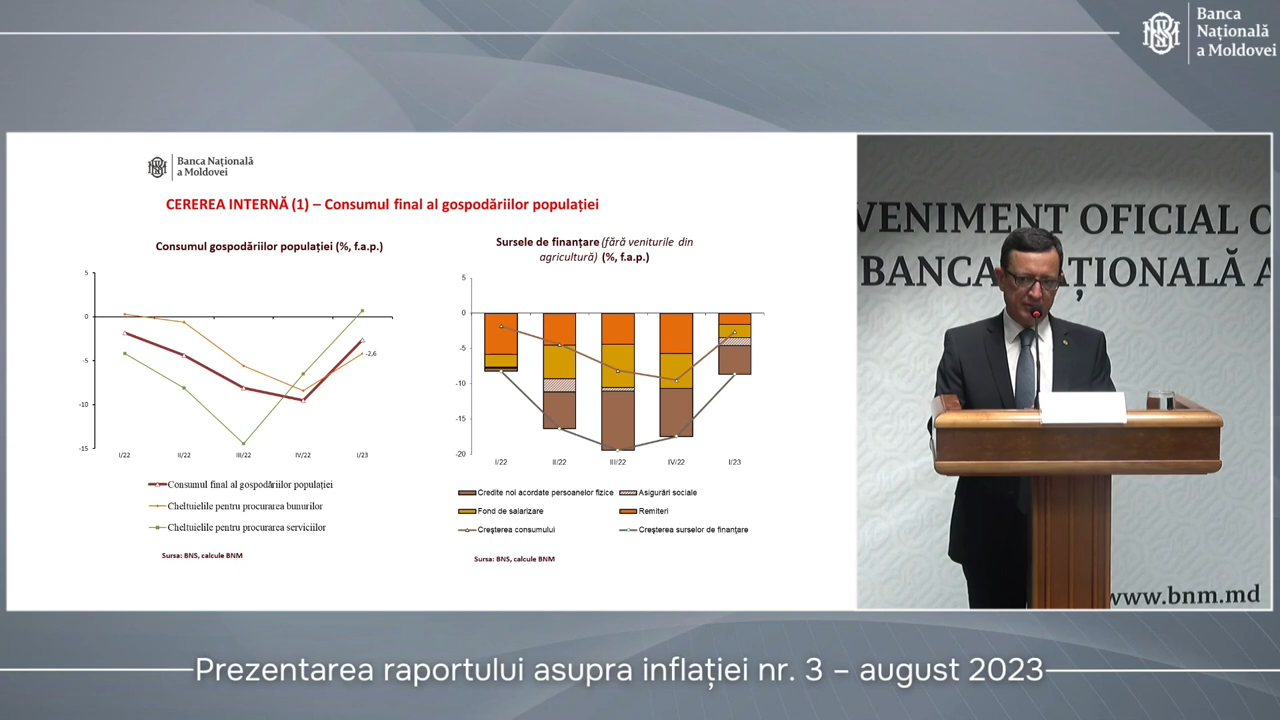 Banca
Națională
a Moldovei
Banca Națională
a Moldovei
CEREREA INTERNĂ (1) – Consumul final al gospodăriilor populației
Consumul gospodăriilor populației (%, f.a.p.)
5
0
-5
-10
-15
-2,6
I/22
II/22
III/22
IV/22
I/23
Consumul final al gospodăriilor populației
Cheltuielile pentru procurarea bunurilor
Cheltuielile pentru procurarea serviciilor
Sursa: BNS, calcule BNM
Sursele de finanțare (fără veniturile din
agricultură) (%, f.a.p.)
5
0
-5
-10
-15
-20
I/22
II/22
III/22
IV/22
I/23
Credite noi acordate persoanelor fizice
Asigurări sociale
Fond de salarizare
Remiteri
Creșterea consumului
Creșterea surselor de finanțare
Sursa: BNS, calcule BNM
VENIMENT OFICIAL
BANCA NAȚIONALĂ A
www.bnm.md
Prezentarea raportului asupra inflației nr. 3 – august 2023